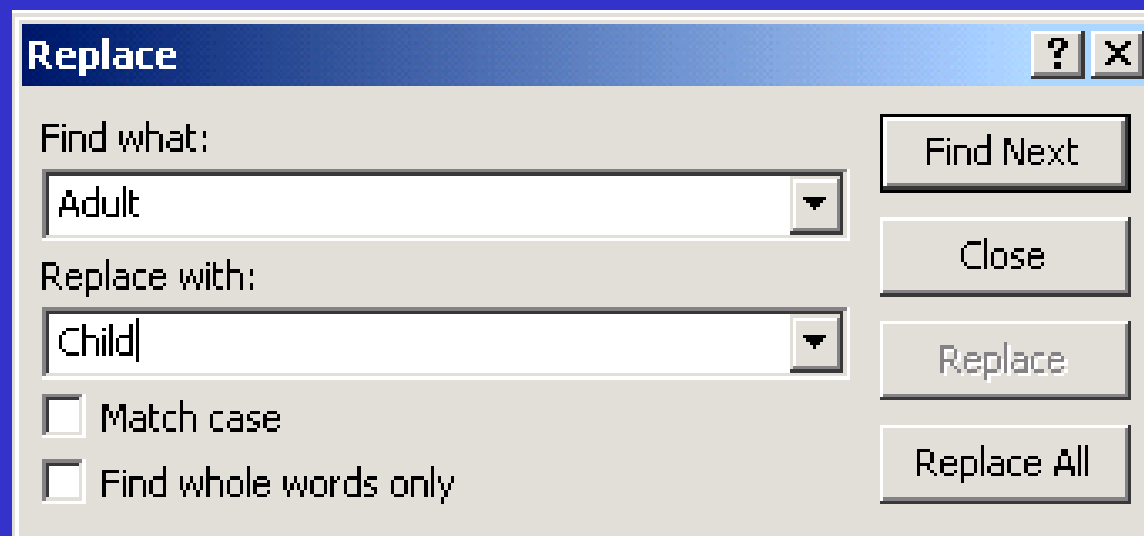 Replace
Find what:
Adult
Replace with:
Child
Match case
Find whole words only
Find Next
Close
Replace
Replace All